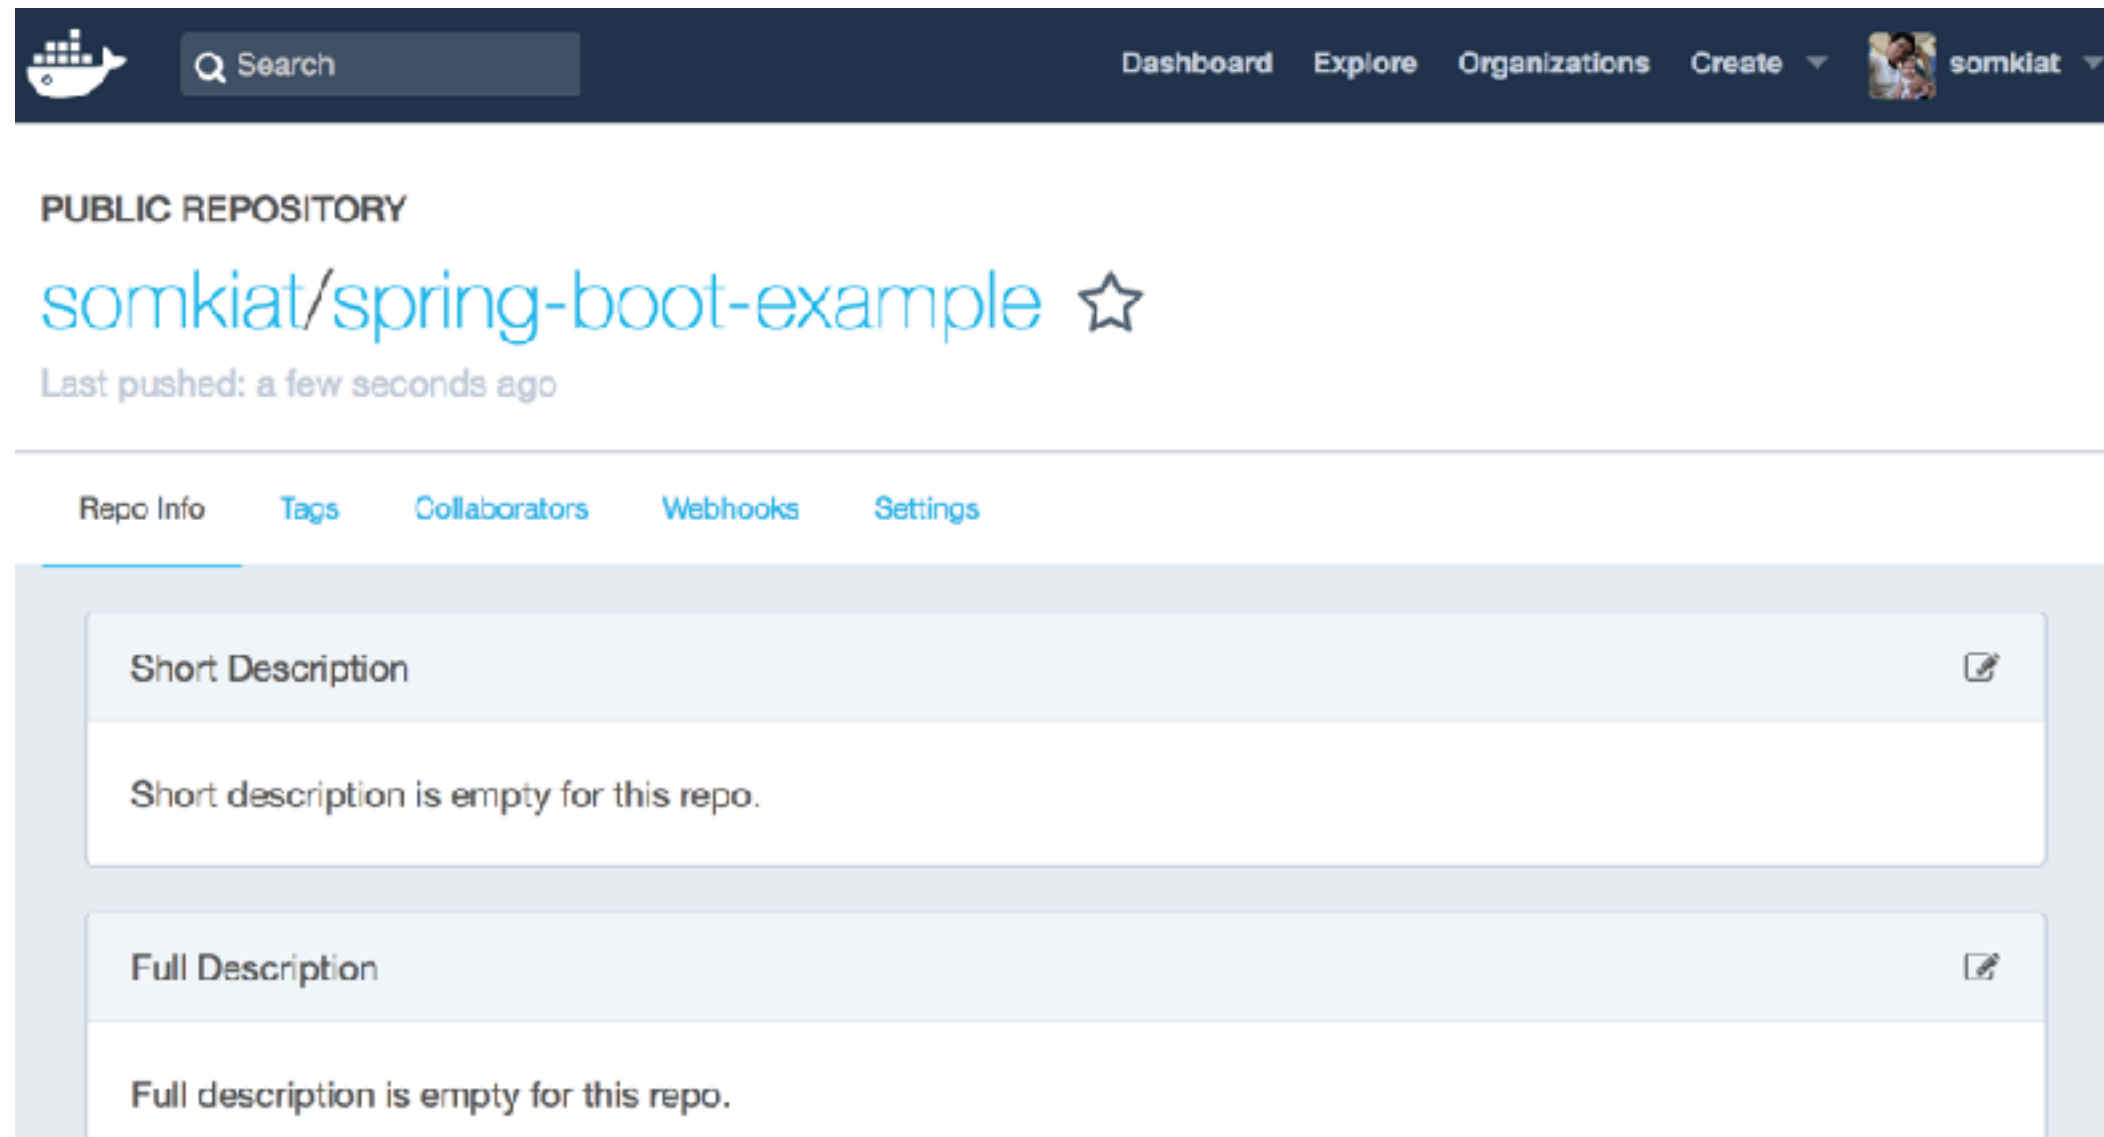 Search Dashboard Explore Organizations Create somkiat
PUBLIC REPOSITORY
somkiat/spring-boot-example
Last pushed: a few seconds ago
Repo Info Tags Collaborators Webhooks Settings
Short Description
Short description is empty for this repo.
Full Description
Full description is empty for this repo.